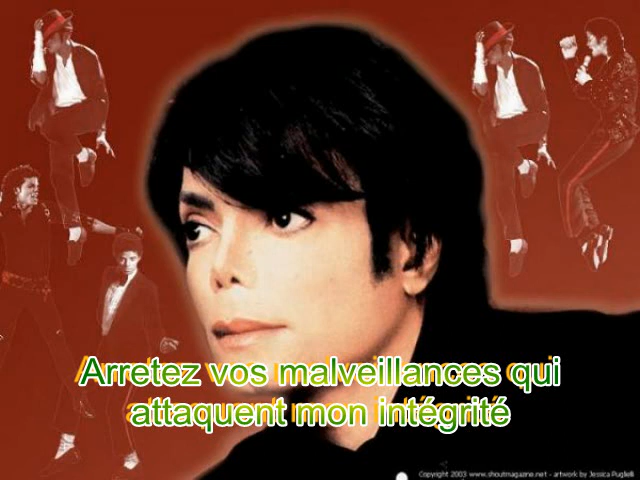 Arretez vos malveillances qui
attaquent mon intégrité
Copyright 2003 www.shoutmagazine.net - artwork by Jessica Puglielli